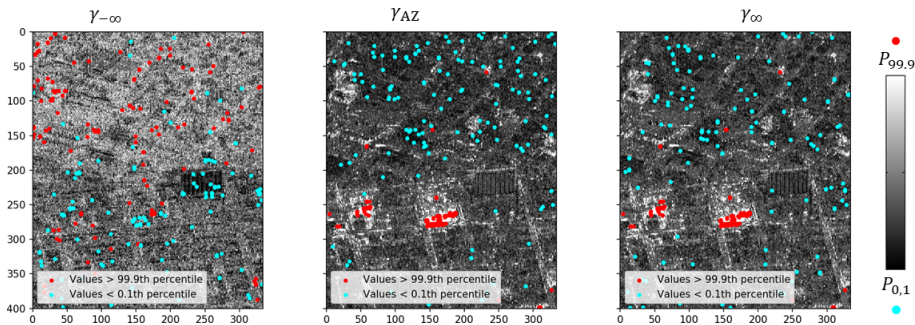 γ₋∞
γ_AZ
γ_∞
0
50
100
150
200
250
300
350
400
0 50 100 150 200 250 300
Values > 99.9th percentile
Values < 0.1th percentile
0 50 100 150 200 250 300
Values > 99.9th percentile
Values < 0.1th percentile
0 50 100 150 200 250 300
Values > 99.9th percentile
Values < 0.1th percentile
P₉₉.₉
P₀,₁